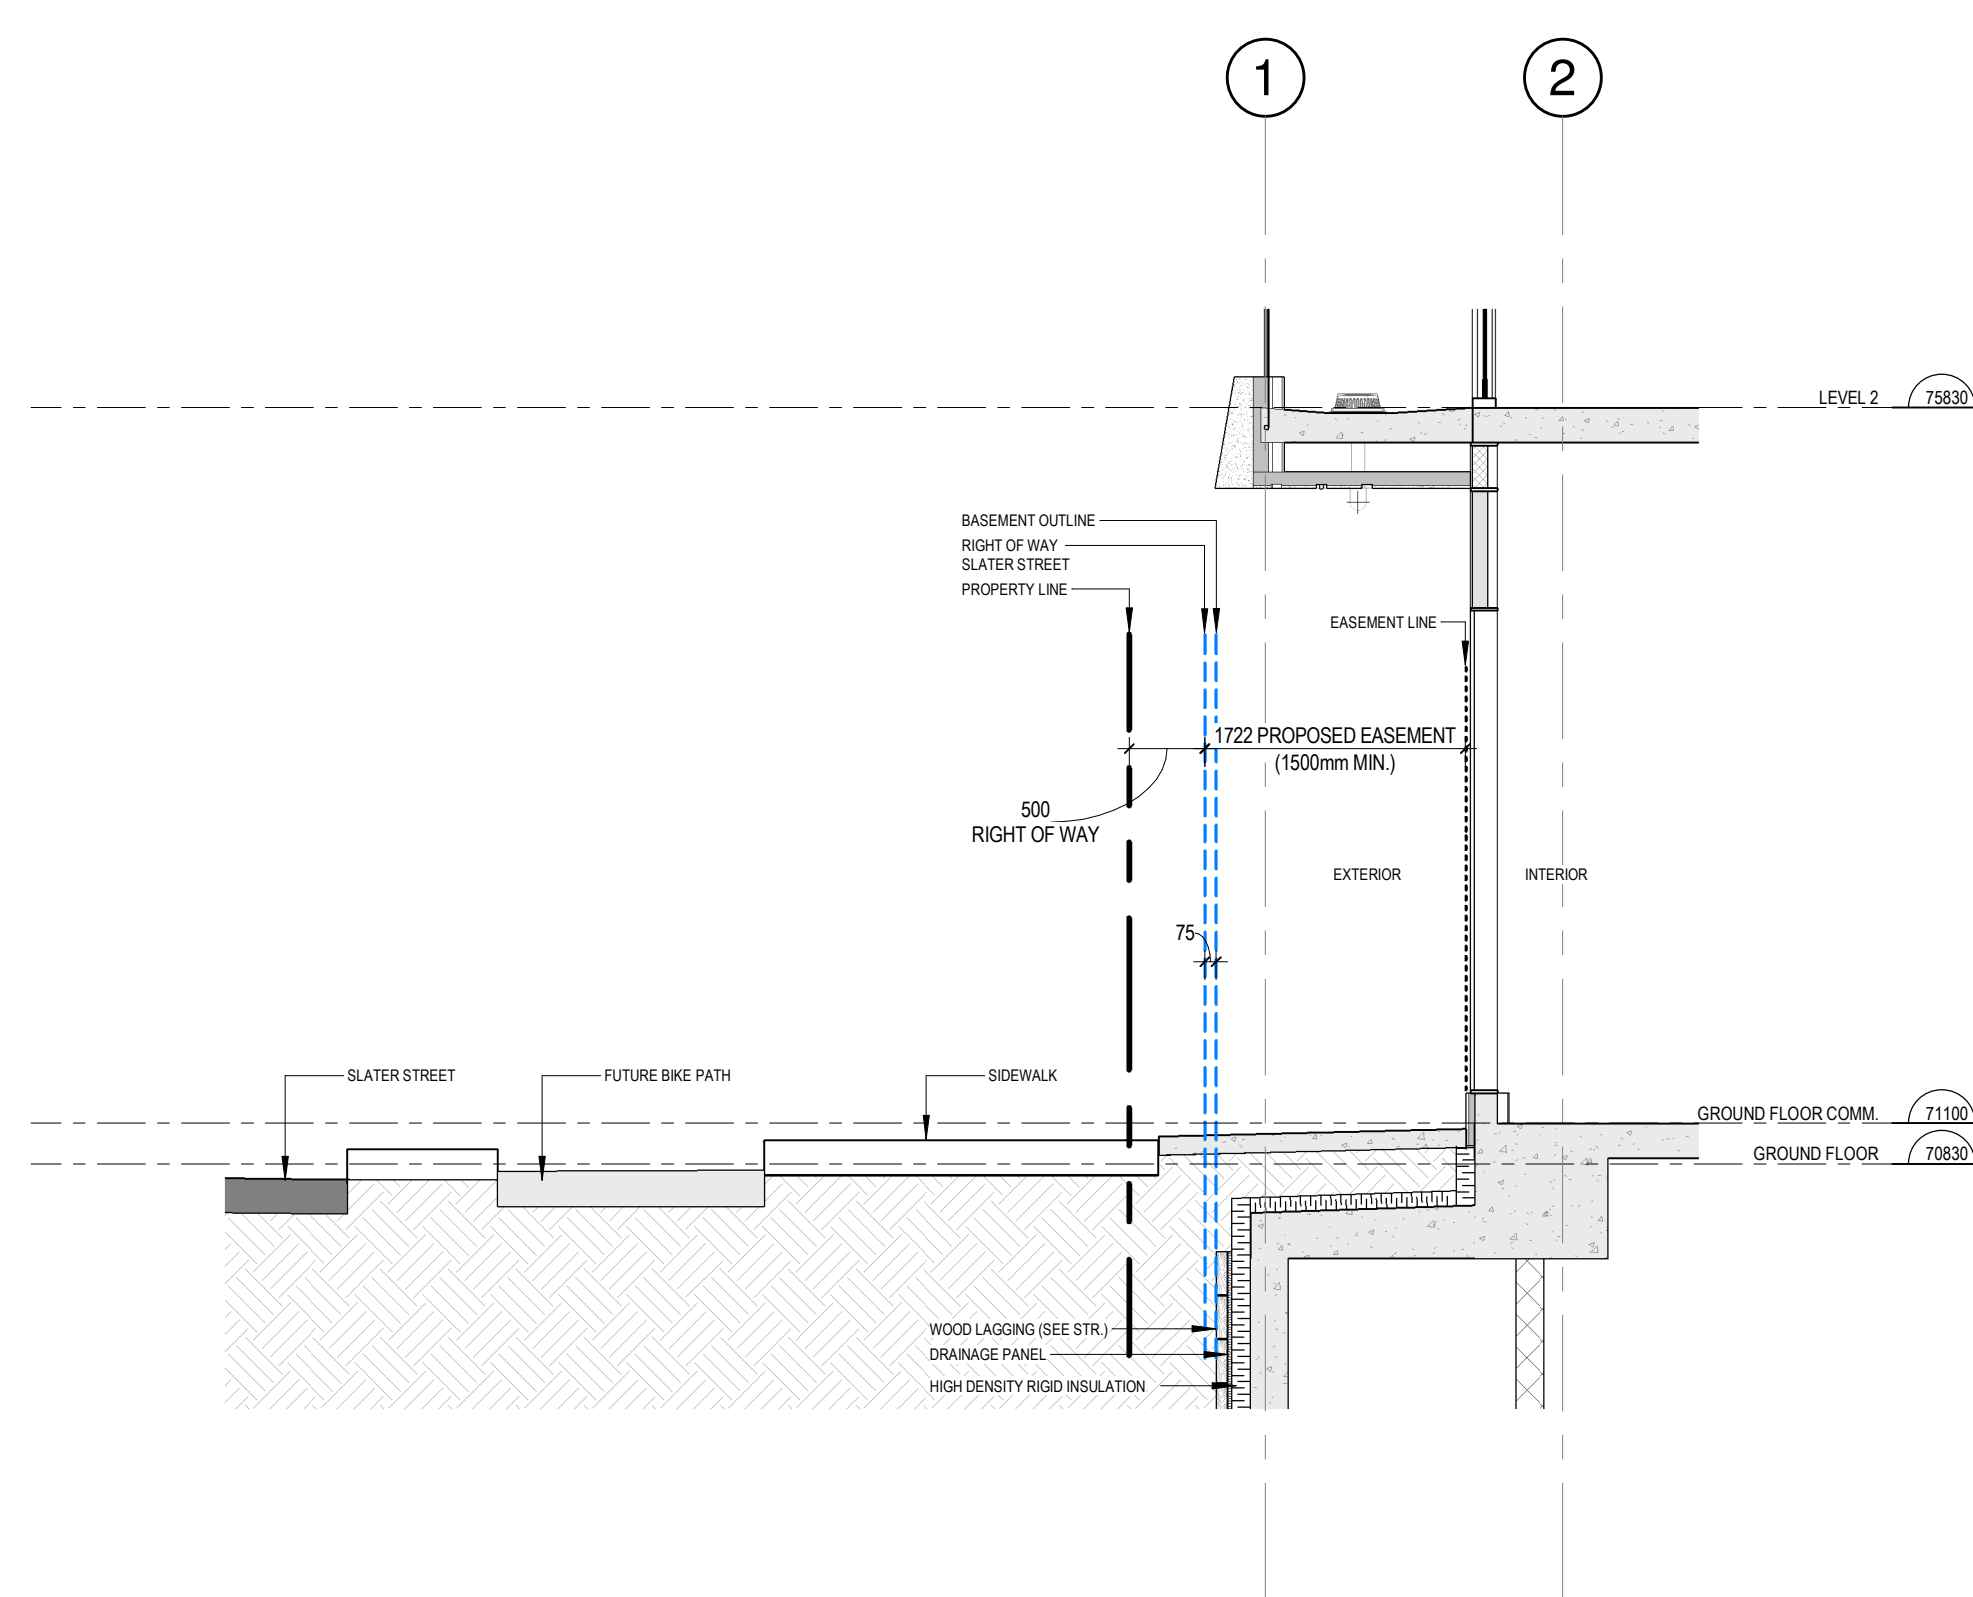 1
2
LEVEL 2
75830
BASEMENT OUTLINE
RIGHT OF WAY
SLATER STREET
PROPERTY LINE
EASEMENT LINE
1722 PROPOSED EASEMENT
(1500mm MIN.)
500
RIGHT OF WAY
EXTERIOR
INTERIOR
75
SLATER STREET
FUTURE BIKE PATH
SIDEWALK
GROUND FLOOR COMM.
71100
GROUND FLOOR
70830
WOOD LAGGING (SEE STR.)
DRAINAGE PANEL
HIGH DENSITY RIGID INSULATION